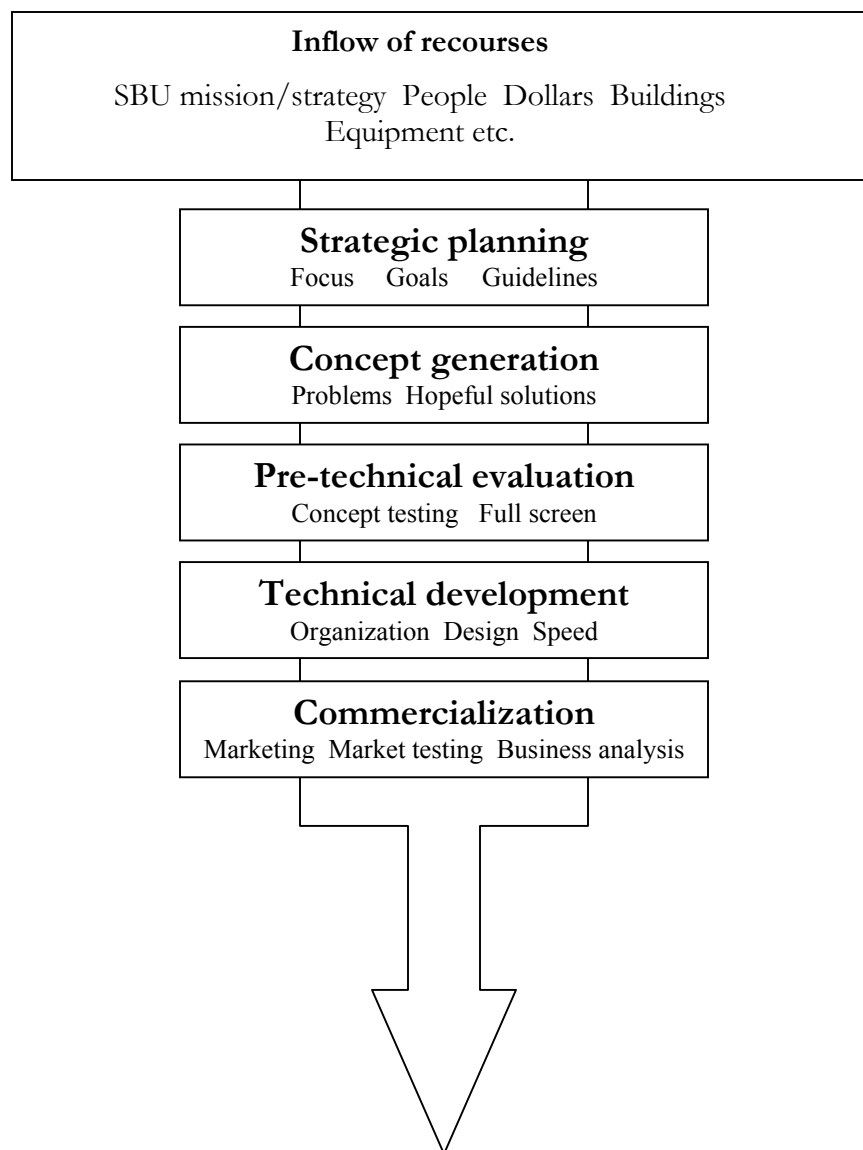 Inflow of recourses
SBU mission/strategy People Dollars Buildings
Equipment etc.
Strategic planning
Focus Goals Guidelines
Concept generation
Problems Hopeful solutions
Pre-technical evaluation
Concept testing Full screen
Technical development
Organization Design Speed
Commercialization
Marketing Market testing Business analysis